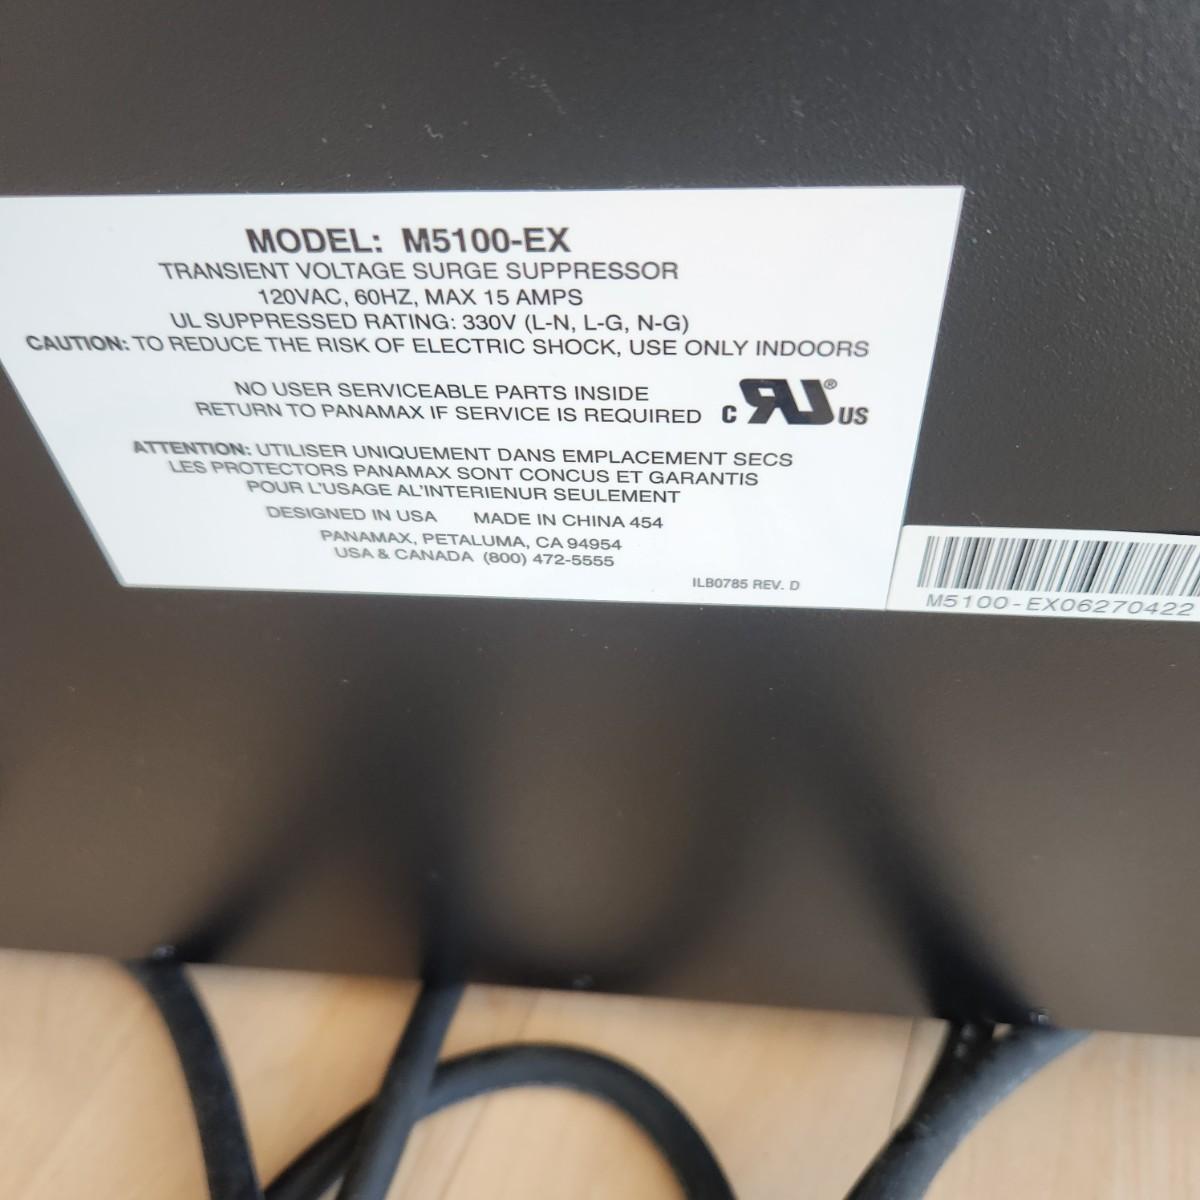 MODEL: M5100-EX
TRANSIENT VOLTAGE SURGE SUPPRESSOR
120VAC, 60HZ, MAX 15 AMPS
UL SUPPRESSED RATING: 330V (L-N, L-G, N-G)
CAUTION: TO REDUCE THE RISK OF ELECTRIC SHOCK, USE ONLY INDOORS
NO USER SERVICEABLE PARTS INSIDE
RETURN TO PANAMAX IF SERVICE IS REQUIRED
C RU® US
ATTENTION: UTILISER UNIQUEMENT DANS EMPLACEMENT SECS
LES PROTECTORS PANAMAX SONT CONCUS ET GARANTIS
POUR L'USAGE AL'INTERIENUR SEULEMENT
DESIGNED IN USA MADE IN CHINA 454
PANAMAX, PETALUMA, CA 94954
USA & CANADA (800) 472-5555
ILB0785 REV. D
M5100-EX06270422